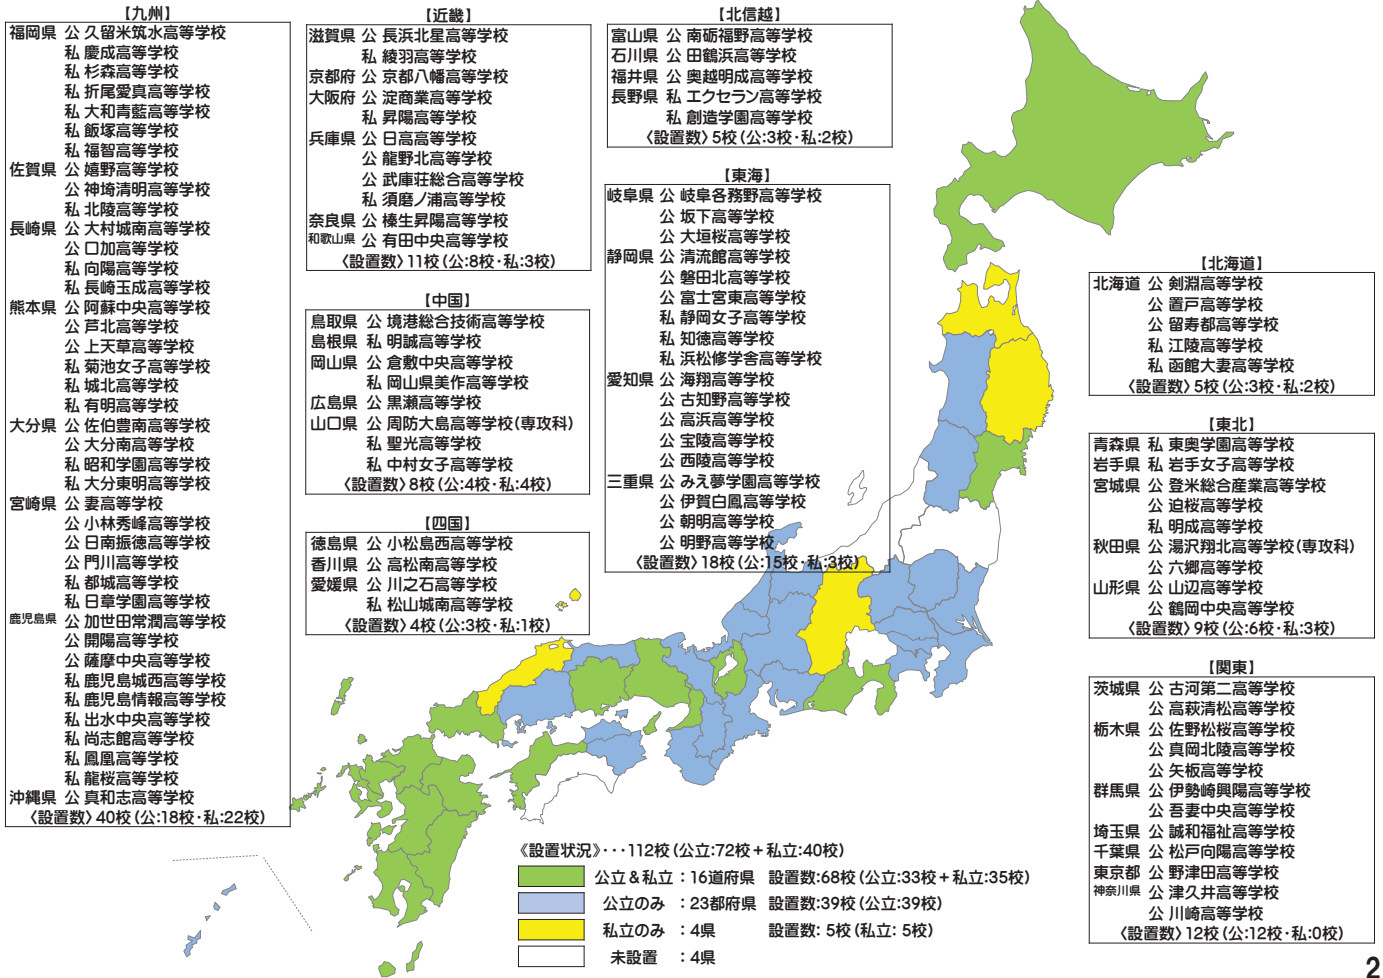 【九州】
福岡県 公 久留米筑水高等学校
私 慶成高等学校
私 杉森高等学校
私 折尾愛真高等学校
私 大和青藍高等学校
私 飯塚高等学校
私 福智高等学校
佐賀県 公 嬉野高等学校
公 神埼清明高等学校
私 北陵高等学校
長崎県 公 大村城南高等学校
公 口加高等学校
私 向陽高等学校
私 長崎玉成高等学校
熊本県 公 阿蘇中央高等学校
公 芦北高等学校
公 上天草高等学校
私 菊池女子高等学校
私 城北高等学校
私 有明高等学校
大分県 公 佐伯豊南高等学校
公 大分南高等学校
私 昭和学園高等学校
私 大分東明高等学校
宮崎県 公 妻高等学校
公 小林秀峰高等学校
公 日南振徳高等学校
公 門川高等学校
私 都城高等学校
私 日章学園高等学校
鹿児島県 公 加世田常潤高等学校
公 開陽高等学校
公 薩摩中央高等学校
私 鹿児島城西高等学校
私 鹿児島情報高等学校
私 出水中央高等学校
私 尚志館高等学校
私 鳳凰高等学校
私 龍桜高等学校
沖縄県 公 真和志高等学校
〈設置数〉40校(公:18校・私:22校)
【近畿】
滋賀県 公 長浜北星高等学校
私 綾羽高等学校
京都府 公 京都八幡高等学校
大阪府 公 淀商業高等学校
私 昇陽高等学校
兵庫県 公 日高高等学校
公 龍野北高等学校
公 武庫荘総合高等学校
私 須磨ノ浦高等学校
奈良県 公 榛生昇陽高等学校
和歌山県 公 有田中央高等学校
〈設置数〉11校(公:8校・私:3校)
【中国】
鳥取県 公 境港総合技術高等学校
島根県 私 明誠高等学校
岡山県 公 倉敷中央高等学校
私 岡山県美作高等学校
広島県 公 黒瀬高等学校
山口県 公 周防大島高等学校(専攻科)
私 聖光高等学校
私 中村女子高等学校
〈設置数〉8校(公:4校・私:4校)
【四国】
徳島県 公 小松島西高等学校
香川県 公 高松南高等学校
愛媛県 公 川之石高等学校
私 松山城南高等学校
〈設置数〉4校(公:3校・私:1校)
【北信越】
富山県 公 南砺福野高等学校
石川県 公 田鶴浜高等学校
福井県 公 奥越明成高等学校
長野県 私 エクセラン高等学校
私 創造学園高等学校
〈設置数〉5校(公:3校・私:2校)
【東海】
岐阜県 公 岐阜各務野高等学校
公 坂下高等学校
公 大垣桜高等学校
静岡県 公 清流館高等学校
公 磐田北高等学校
公 富士宮東高等学校
私 静岡女子高等学校
私 知徳高等学校
私 浜松修学舎高等学校
愛知県 公 海翔高等学校
公 古知野高等学校
公 高浜高等学校
公 宝陵高等学校
公 西陵高等学校
三重県 公 みえ夢学園高等学校
公 伊賀白鳳高等学校
公 朝明高等学校
公 明野高等学校
〈設置数〉18校(公:15校・私:3校)
【北海道】
北海道 公 剣淵高等学校
公 置戸高等学校
公 留寿都高等学校
私 江陵高等学校
私 函館大妻高等学校
〈設置数〉5校(公:3校・私:2校)
【東北】
青森県 私 東奥学園高等学校
岩手県 私 岩手女子高等学校
宮城県 公 登米総合産業高等学校
公 迫桜高等学校
私 明成高等学校
秋田県 公 湯沢翔北高等学校(専攻科)
公 六郷高等学校
山形県 公 山辺高等学校
公 鶴岡中央高等学校
〈設置数〉9校(公:6校・私:3校)
【関東】
茨城県 公 古河第二高等学校
公 高萩清松高等学校
栃木県 公 佐野松桜高等学校
公 真岡北陵高等学校
公 矢板高等学校
群馬県 公 伊勢崎興陽高等学校
公 吾妻中央高等学校
埼玉県 公 誠和福祉高等学校
千葉県 公 松戸向陽高等学校
東京都 公 野津田高等学校
神奈川県 公 津久井高等学校
公 川崎高等学校
〈設置数〉12校(公:12校・私:0校)
《設置状況》・・・112校(公立:72校+私立:40校)
公立&私立 :16道府県 設置数:68校(公立:33校+私立:35校)
公立のみ :23都府県 設置数:39校(公立:39校)
私立のみ :4県 設置数: 5校(私立: 5校)
未設置 :4県
2